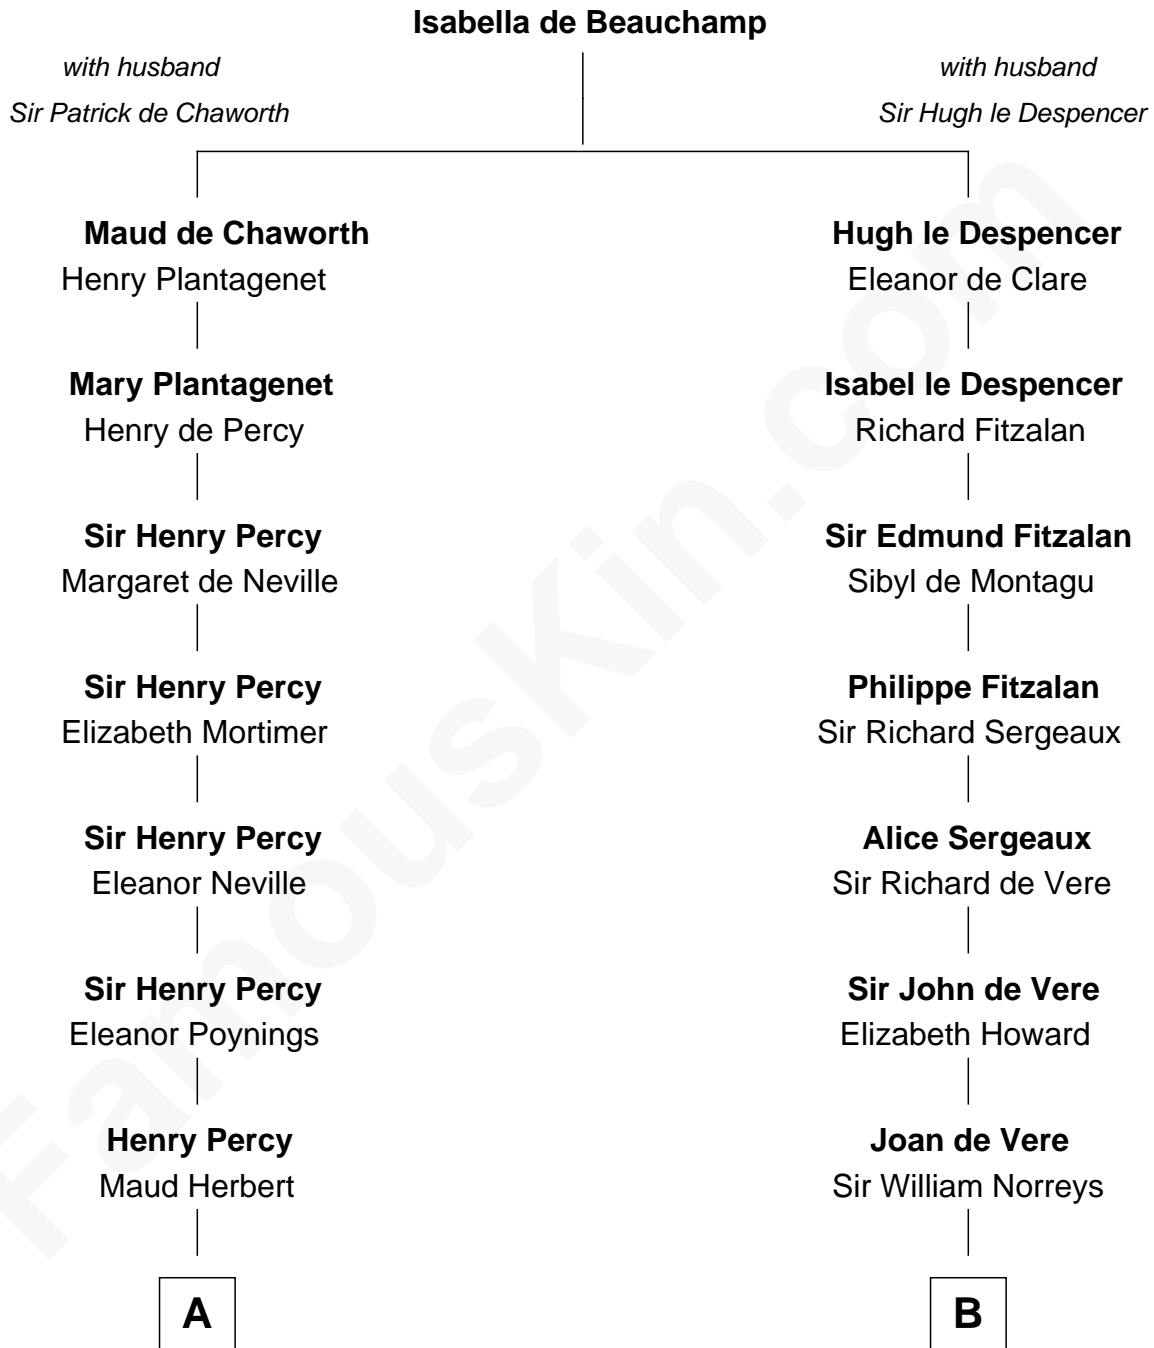 Isabella de Beauchamp
with husband
Sir Patrick de Chaworth
with husband
Sir Hugh le Despencer
Maud de Chaworth
Henry Plantagenet
Hugh le Despencer
Eleanor de Clare
Mary Plantagenet
Henry de Percy
Isabel le Despencer
Richard Fitzalan
Sir Henry Percy
Margaret de Neville
Sir Edmund Fitzalan
Sibyl de Montagu
Sir Henry Percy
Elizabeth Mortimer
Philippe Fitzalan
Sir Richard Sergeaux
Sir Henry Percy
Eleanor Neville
Alice Sergeaux
Sir Richard de Vere
Sir Henry Percy
Eleanor Poynings
Sir John de Vere
Elizabeth Howard
Henry Percy
Maud Herbert
Joan de Vere
Sir William Norreys
A
B
FamousKin.com